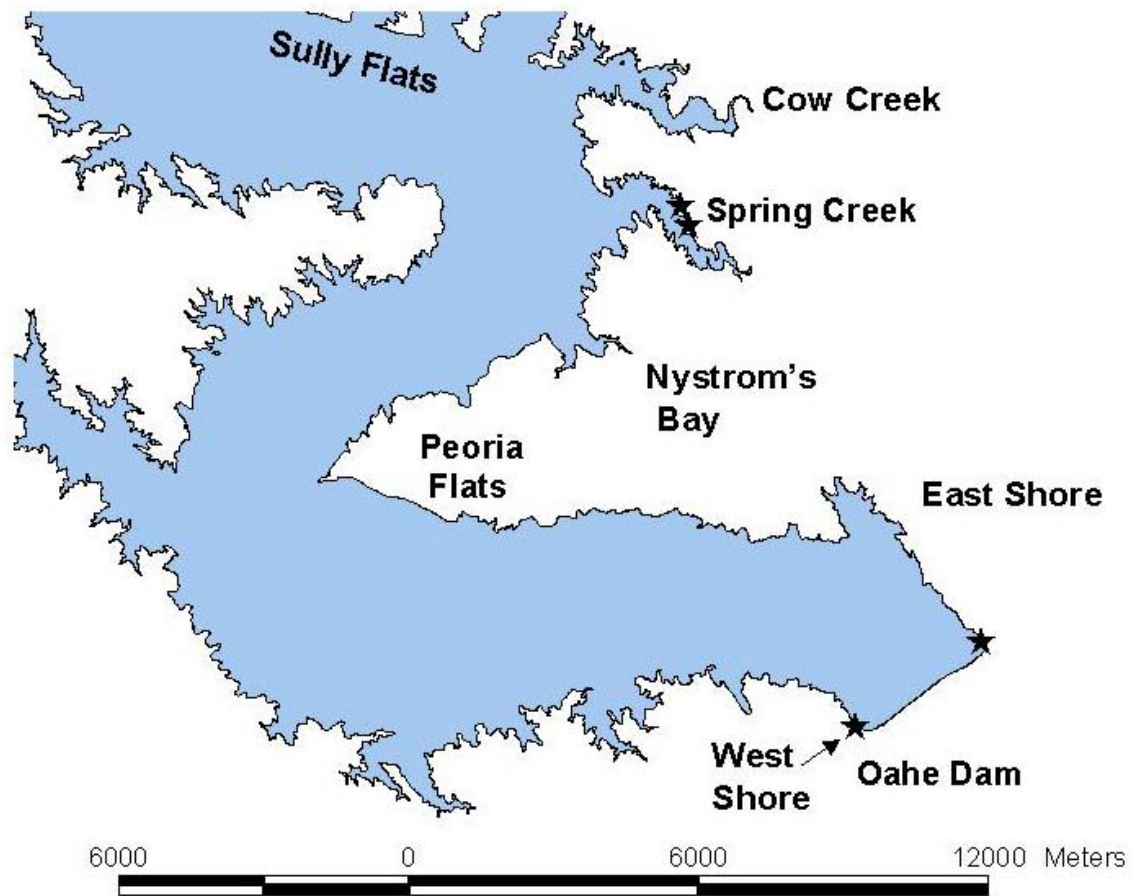 Sully Flats
Cow Creek
Spring Creek
Nystrom's
Bay
Peoria
Flats
East Shore
West
Shore
Oahe Dam
6000 0 6000 12000 Meters